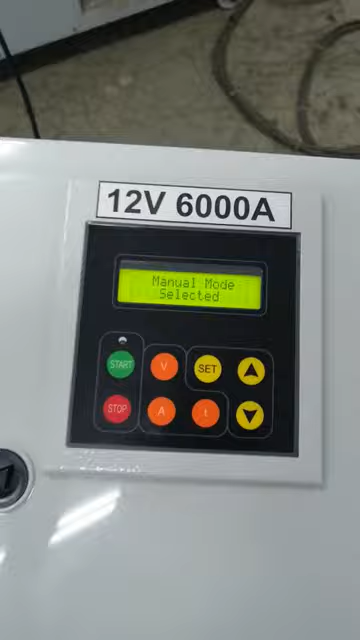 12V 6000A
Manual Mode
Selected
START
V
SET
STOP
A
t